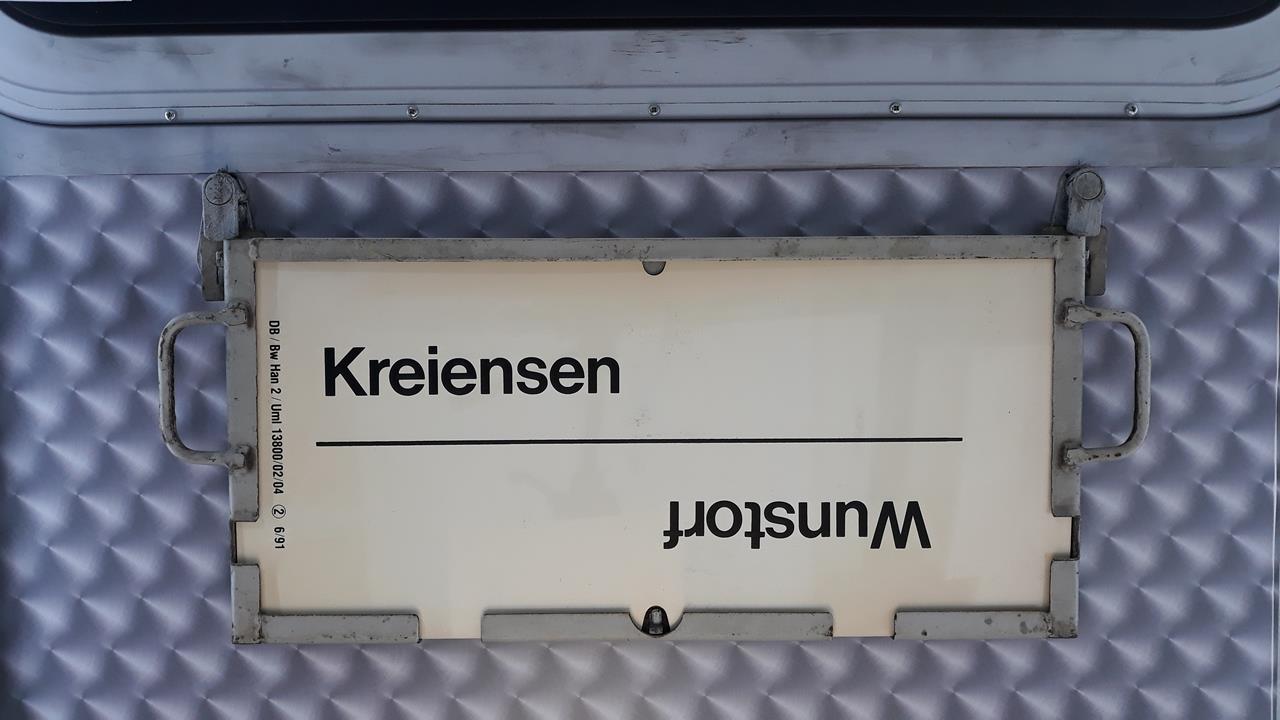 Kreiensen
Wunstorf
DB / Bw Han 2 / Uml 13800/02/04 ② 6/91